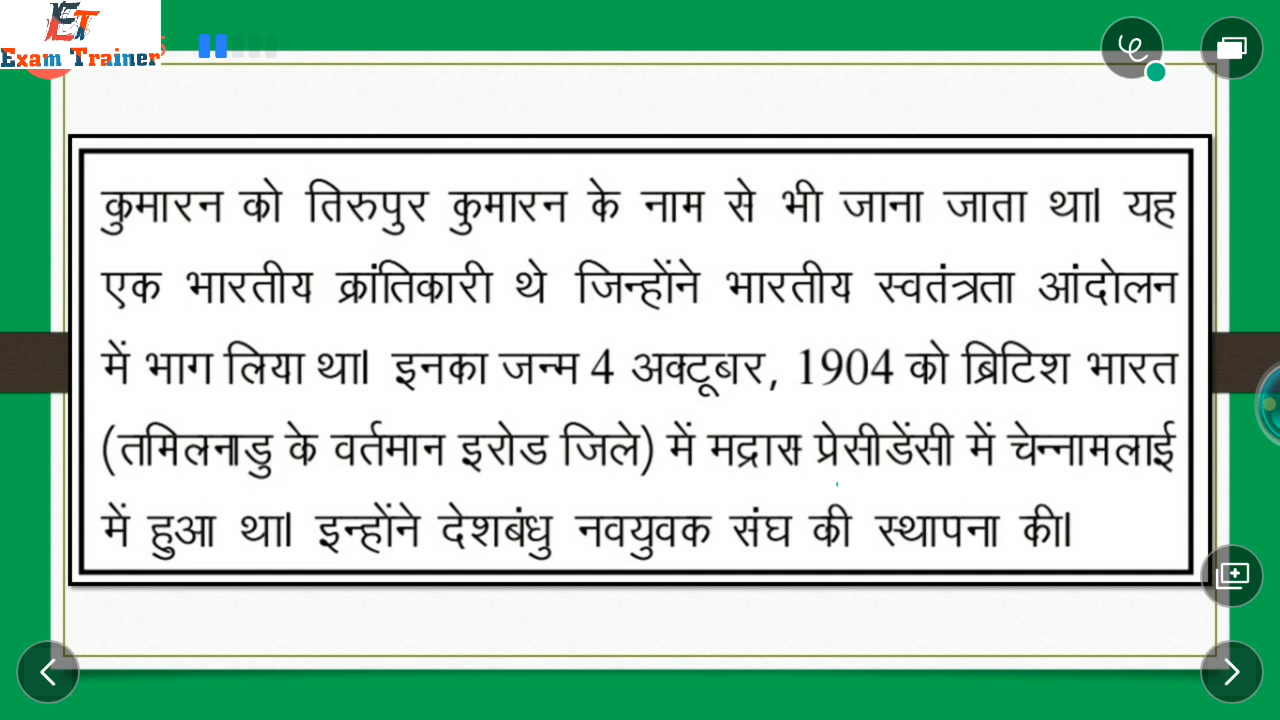 ET
Exam Trainer
कुमारन को तिरुपुर कुमारन के नाम से भी जाना जाता था। यह
एक भारतीय क्रांतिकारी थे जिन्होंने भारतीय स्वतंत्रता आंदोलन
में भाग लिया था। इनका जन्म 4 अक्टूबर, 1904 को ब्रिटिश भारत
(तमिलनाडु के वर्तमान इरोड जिले) में मद्रास प्रेसीडेंसी में चेन्नामलाई
में हुआ था। इन्होंने देशबंधु नवयुवक संघ की स्थापना की।